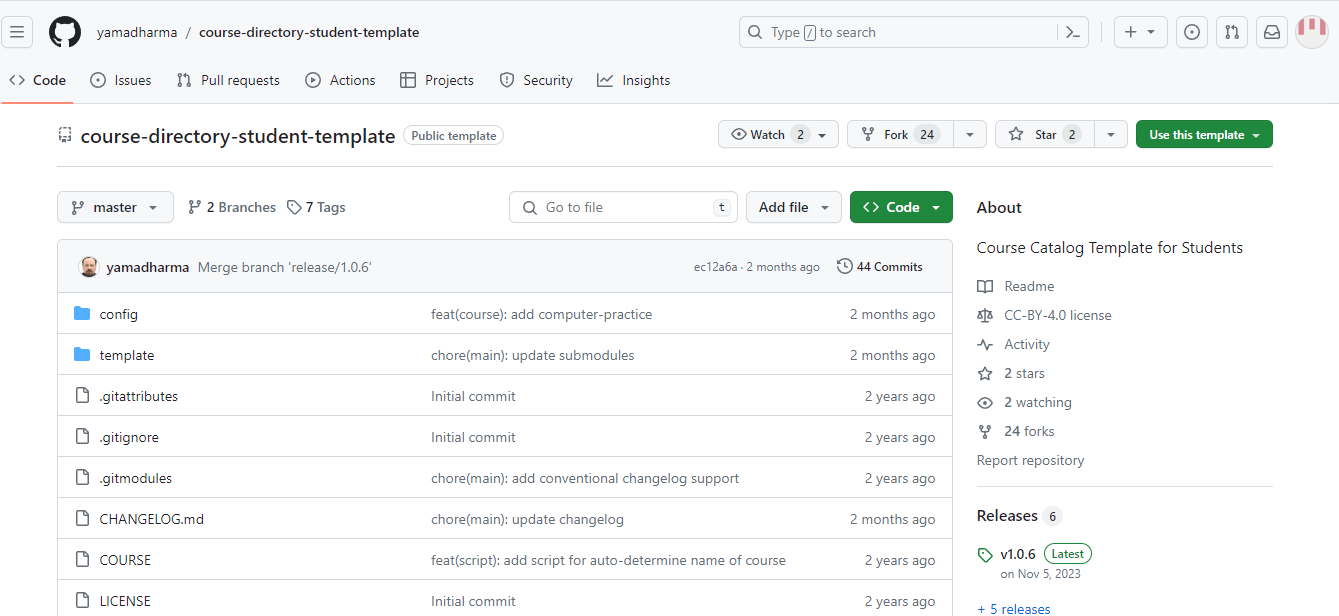 yamadharma / course-directory-student-template
Type / to search
Code Issues Pull requests Actions Projects Security Insights
course-directory-student-template Public template
Watch 2 Fork 24 Star 2 Use this template
master 2 Branches 7 Tags Go to file t Add file Code
yamadharma Merge branch 'release/1.0.6' ec12a6a · 2 months ago 44 Commits
config feat(course): add computer-practice 2 months ago
template chore(main): update submodules 2 months ago
.gitattributes Initial commit 2 years ago
.gitignore Initial commit 2 years ago
.gitmodules chore(main): add conventional changelog support 2 years ago
CHANGELOG.md chore(main): update changelog 2 months ago
COURSE feat(script): add script for auto-determine name of course 2 years ago
LICENSE Initial commit 2 years ago
About
Course Catalog Template for Students
Readme
CC-BY-4.0 license
Activity
2 stars
2 watching
24 forks
Report repository
Releases 6
v1.0.6 Latest
on Nov 5, 2023
+ 5 releases